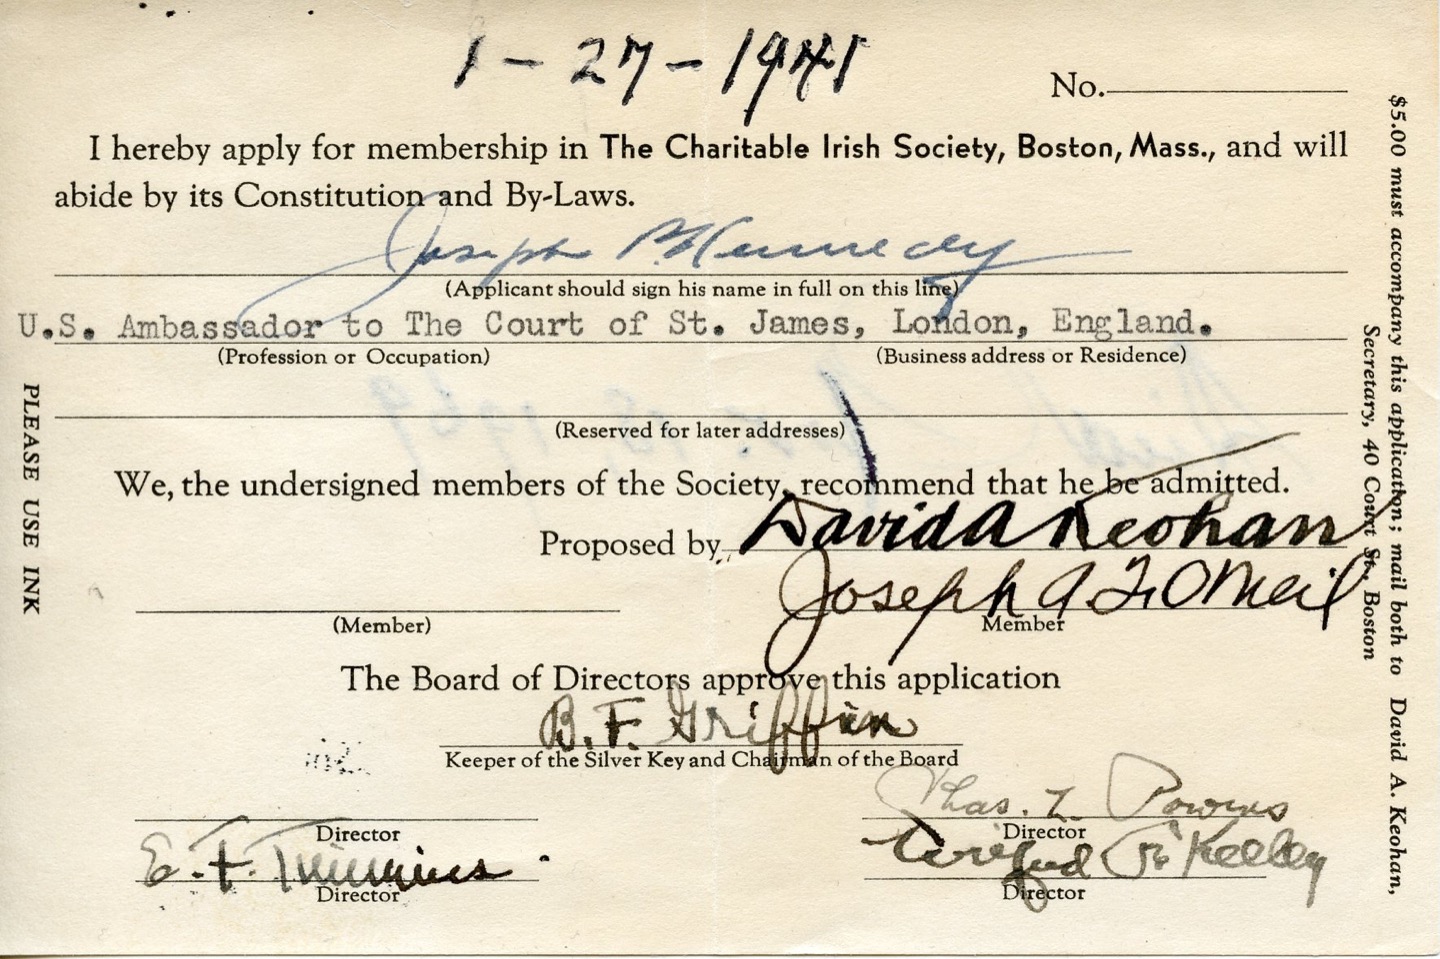 1-27-1941
No.
I hereby apply for membership in The Charitable Irish Society, Boston, Mass., and will
abide by its Constitution and By-Laws.
Joseph P. Kennedy
(Applicant should sign his name in full on this line)
U.S. Ambassador to The Court of St. James, London, England.
(Profession or Occupation) (Business address or Residence)
(Reserved for later addresses)
We, the undersigned members of the Society, recommend that he be admitted.
Proposed by David A Keohan
Joseph A. F. O'Neil
(Member) Member
The Board of Directors approve this application
B. F. Griffin
Keeper of the Silver Key and Chairman of the Board
Chas. L. Powers
Director Director
E. F. Timmins Kelley
Director Director
PLEASE USE INK
$5.00 must accompany this application; mail both to David A. Keohan,
Secretary, 40 Court St., Boston